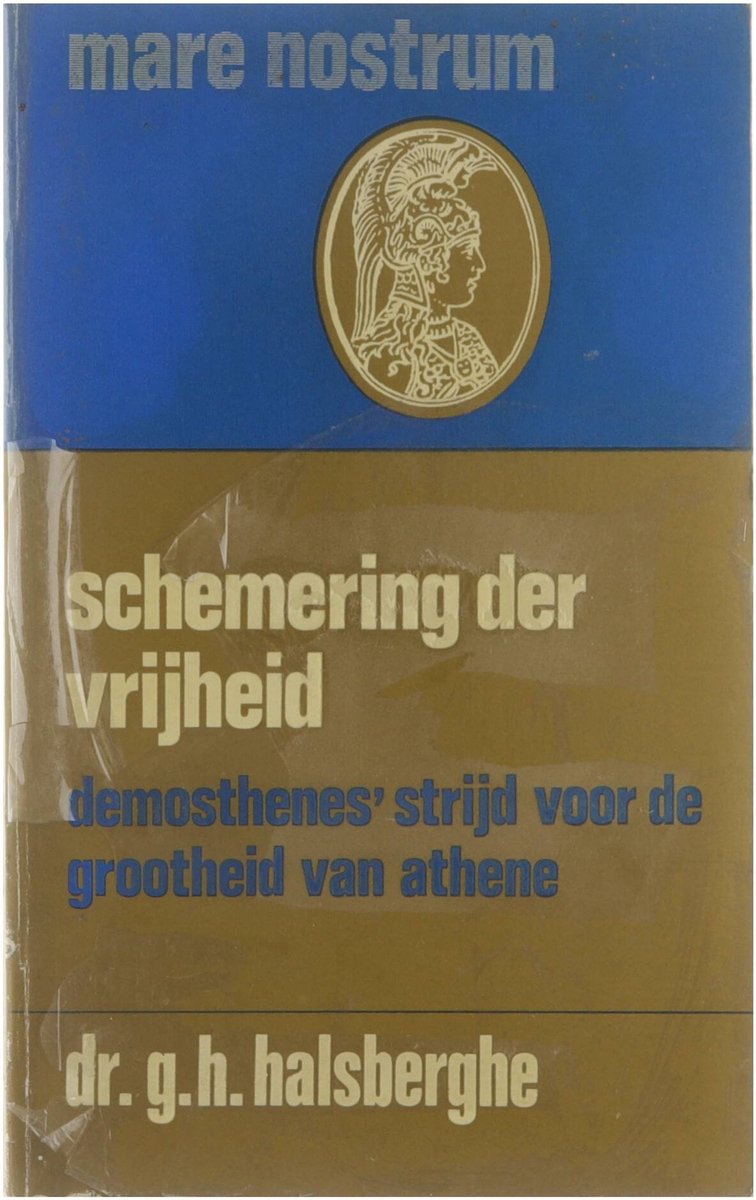 mare nostrum
schemering der
vrijheid
demosthenes' strijd voor de
grootheid van athene
dr. g.h. halsberghe